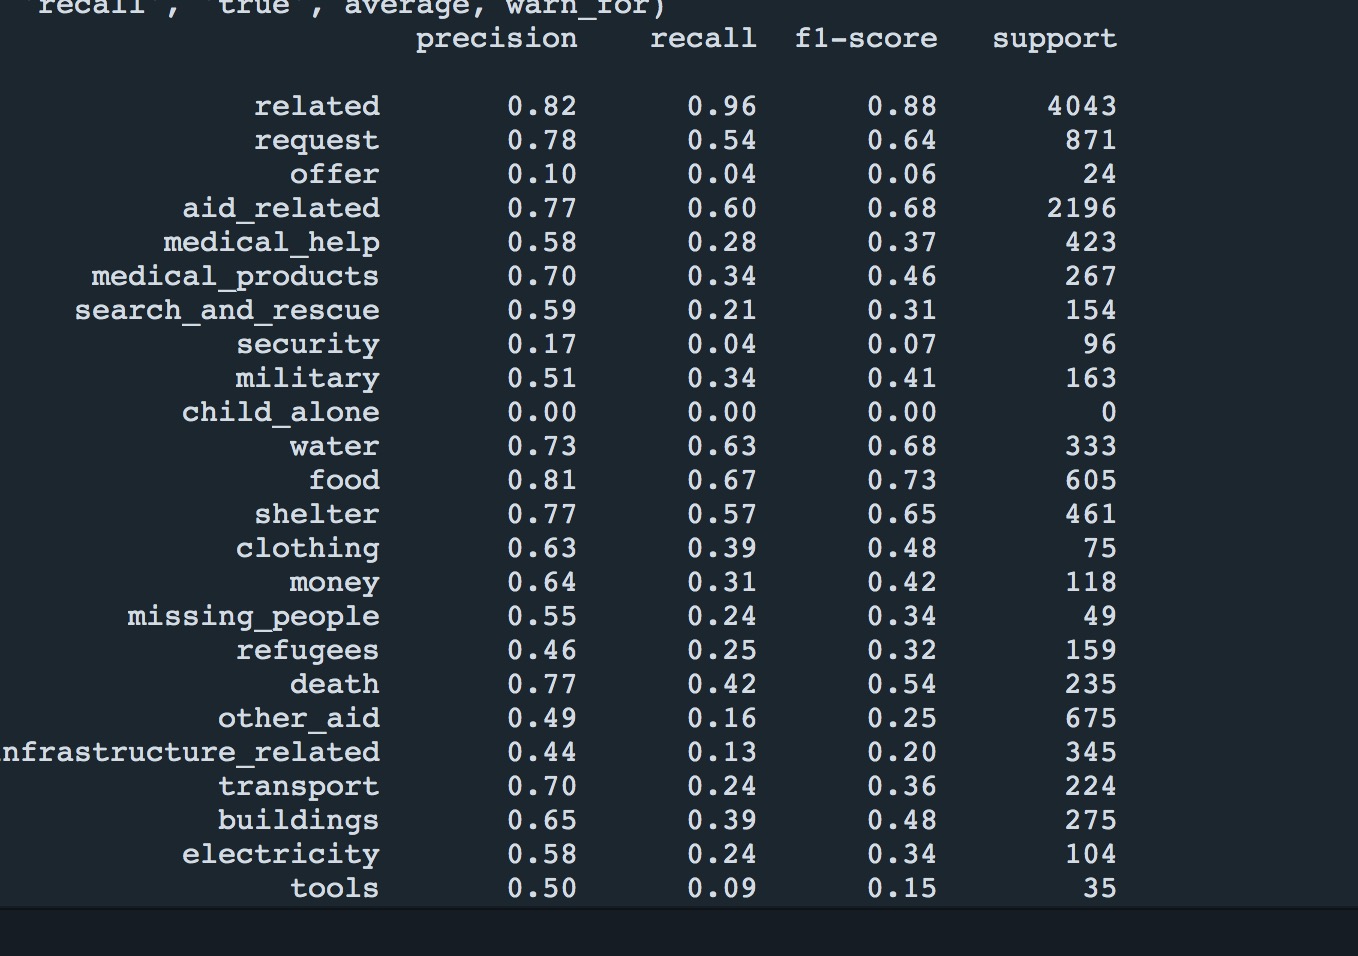 'recall', 'true', average, warn_for)
precision recall f1-score support
related 0.82 0.96 0.88 4043
request 0.78 0.54 0.64 871
offer 0.10 0.04 0.06 24
aid_related 0.77 0.60 0.68 2196
medical_help 0.58 0.28 0.37 423
medical_products 0.70 0.34 0.46 267
search_and_rescue 0.59 0.21 0.31 154
security 0.17 0.04 0.07 96
military 0.51 0.34 0.41 163
child_alone 0.00 0.00 0.00 0
water 0.73 0.63 0.68 333
food 0.81 0.67 0.73 605
shelter 0.77 0.57 0.65 461
clothing 0.63 0.39 0.48 75
money 0.64 0.31 0.42 118
missing_people 0.55 0.24 0.34 49
refugees 0.46 0.25 0.32 159
death 0.77 0.42 0.54 235
other_aid 0.49 0.16 0.25 675
nfrastructure_related 0.44 0.13 0.20 345
transport 0.70 0.24 0.36 224
buildings 0.65 0.39 0.48 275
electricity 0.58 0.24 0.34 104
tools 0.50 0.09 0.15 35